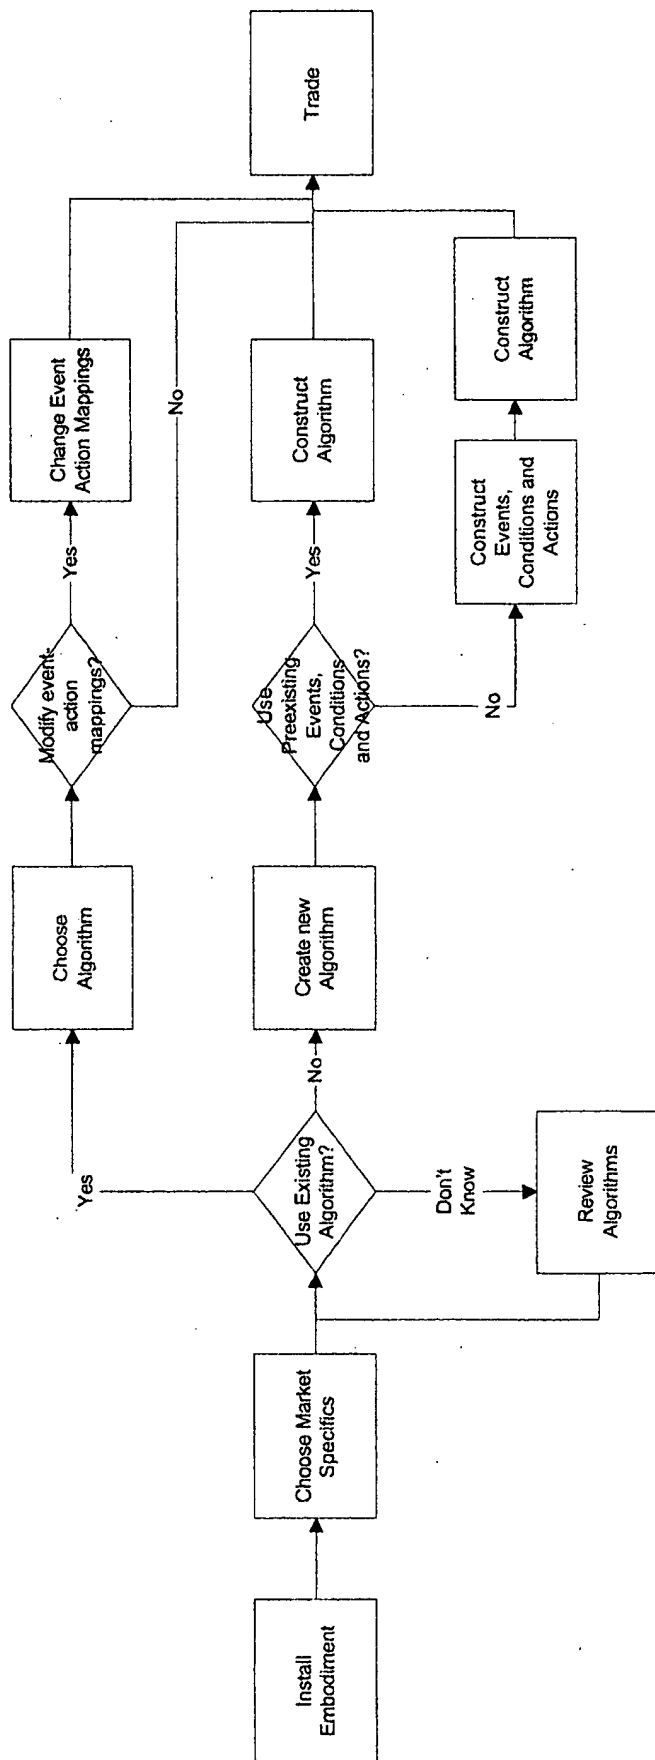 Install
Embodiment
Choose Market
Specifics
Use Existing
Algorithm?
Yes
No
Don't
Know
Review
Algorithms
Choose
Algorithm
Modify event-
action
mappings?
Yes
No
Change Event
Action Mappings
Create new
Algorithm
Use
Preexisting
Events,
Conditions
and Actions?
Yes
No
Construct
Algorithm
Construct
Events,
Conditions and
Actions
Construct
Algorithm
Trade